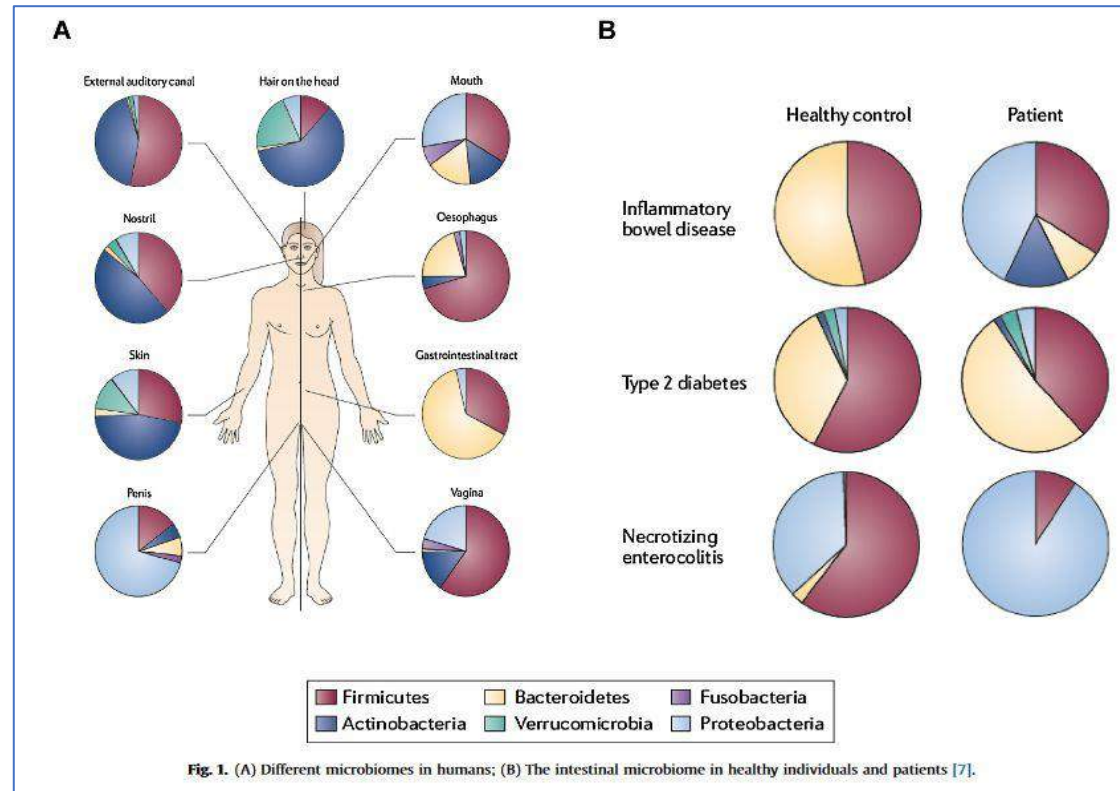 A
B
External auditory canal
Hair on the head
Mouth
Nostril
Oesophagus
Skin
Gastrointestinal tract
Penis
Vagina
Healthy control
Patient
Inflammatory
bowel disease
Type 2 diabetes
Necrotizing
enterocolitis
Firmicutes
Bacteroidetes
Fusobacteria
Actinobacteria
Verrucomicrobia
Proteobacteria
Fig. 1. (A) Different microbiomes in humans; (B) The intestinal microbiome in healthy individuals and patients [7].